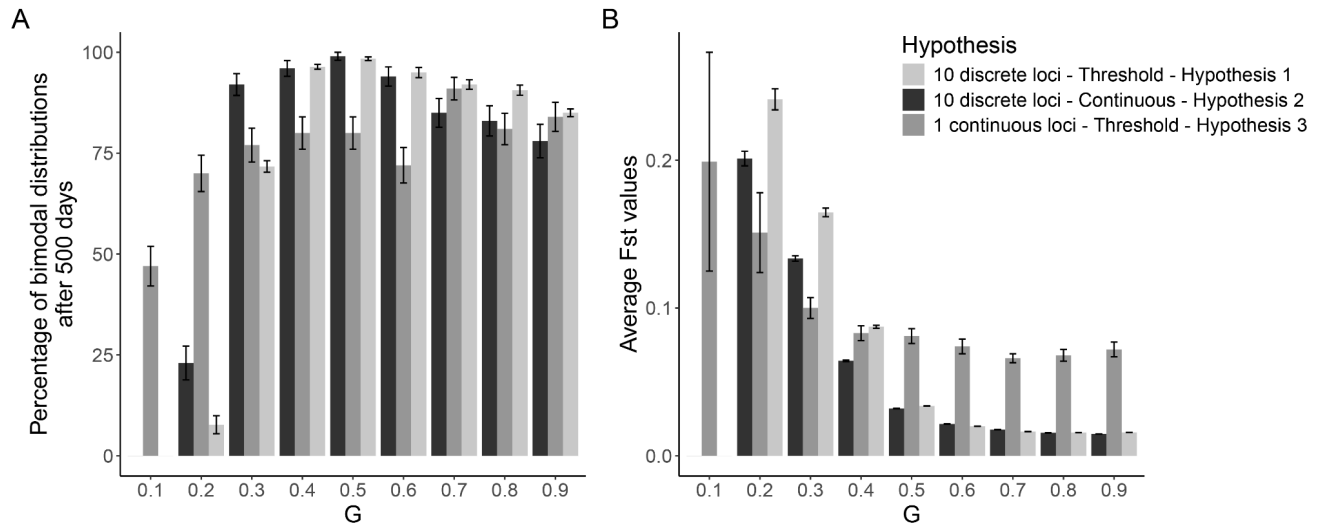 A
Percentage of bimodal distributions
after 500 days
100
75
50
25
0
0.1 0.2 0.3 0.4 0.5 0.6 0.7 0.8 0.9
G
B
Average Fst values
0.2
0.1
0.0
0.1 0.2 0.3 0.4 0.5 0.6 0.7 0.8 0.9
G
Hypothesis
10 discrete loci - Threshold - Hypothesis 1
10 discrete loci - Continuous - Hypothesis 2
1 continuous loci - Threshold - Hypothesis 3